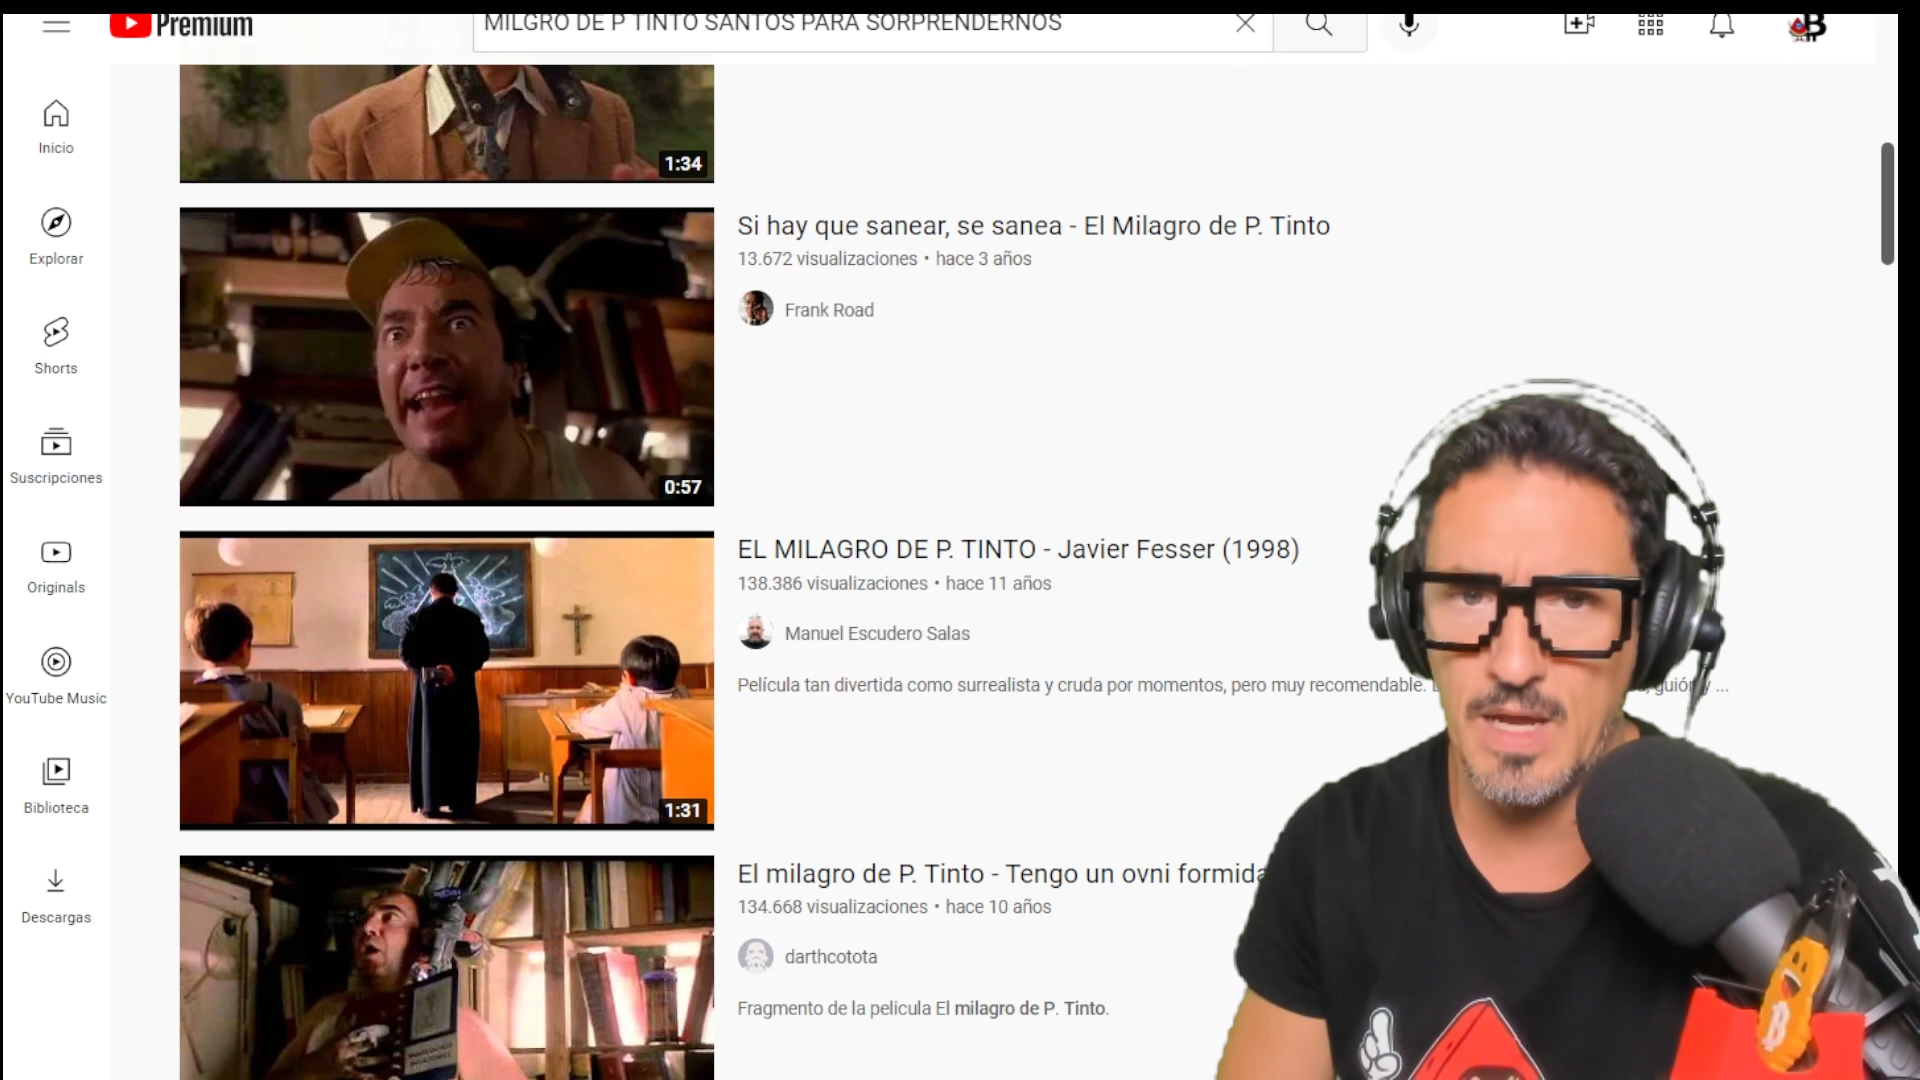 Premium
MILGRO DE P TINTO SANTOS PARA SORPRENDERNOS
Inicio
Explorar
Shorts
Suscripciones
Originals
YouTube Music
Biblioteca
Descargas
1:34
Si hay que sanear, se sanea - El Milagro de P. Tinto
13.672 visualizaciones • hace 3 años
Frank Road
0:57
EL MILAGRO DE P. TINTO - Javier Fesser (1998)
138.386 visualizaciones • hace 11 años
Manuel Escudero Salas
Película tan divertida como surrealista y cruda por momentos, pero muy recomendable. guión y ...
1:31
El milagro de P. Tinto - Tengo un ovni formida
134.668 visualizaciones • hace 10 años
darthcotota
Fragmento de la pelicula El milagro de P. Tinto.